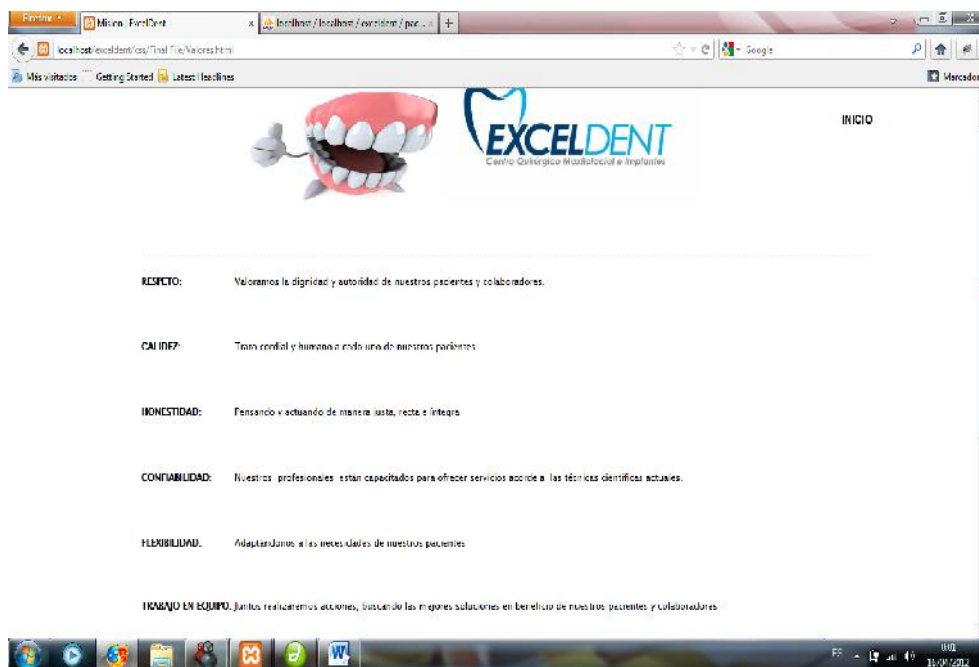 Firefox
Mision | ExcelDent
localhost / localhost / exceldent / pac...
localhost/exceldent/css/Final File/Valores.html
Google
Más visitados
Getting Started
Latest Headlines
Marcador
EXCELDENT
Centro Quirúrgico Maxilofacial e Implantes
INICIO
RESPETO: Valoramos la dignidad y autoridad de nuestros pacientes y colaboradores.
CALIDEZ: Trato cordial y humano a cada uno de nuestros pacientes
HONESTIDAD: Pensando y actuando de manera justa, recta e íntegra
CONFIABILIDAD: Nuestros profesionales están capacitados para ofrecer servicios acorde a las técnicas científicas actuales.
FLEXIBILIDAD: Adaptándonos a las necesidades de nuestros pacientes
TRABAJO EN EQUIPO: Juntos realizaremos acciones, buscando las mejores soluciones en beneficio de nuestros pacientes y colaboradores
ES
0:01